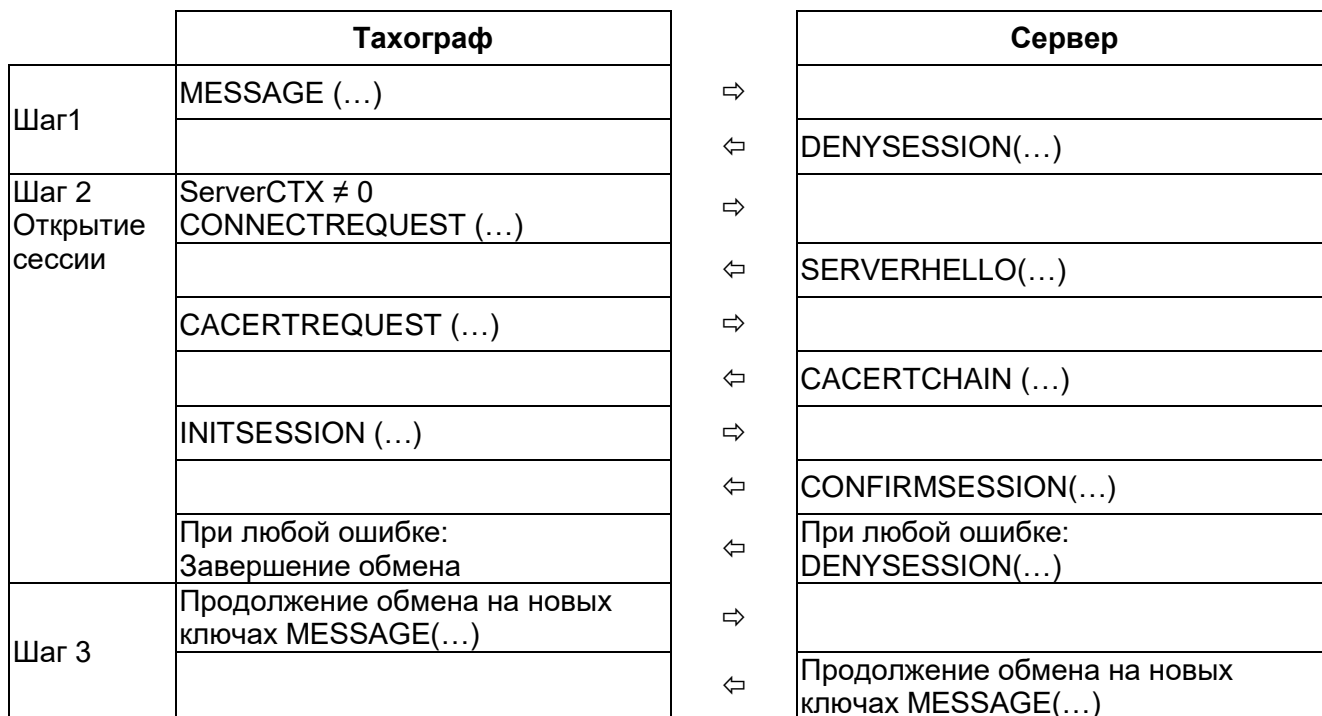 Тахограф Сервер
Шаг1
MESSAGE (…) ⇨
⇦ DENYSESSION(…)
Шаг 2
Открытие
сессии
ServerCTX ≠ 0
CONNECTREQUEST (…) ⇨
⇦ SERVERHELLO(…)
CACERTREQUEST (…) ⇨
⇦ CACERTCHAIN (…)
INITSESSION (…) ⇨
⇦ CONFIRMSESSION(…)
При любой ошибке:
Завершение обмена
⇦
При любой ошибке:
DENYSESSION(…)
Шаг 3
Продолжение обмена на новых
ключах MESSAGE(…)
⇨
⇦
Продолжение обмена на новых
ключах MESSAGE(…)